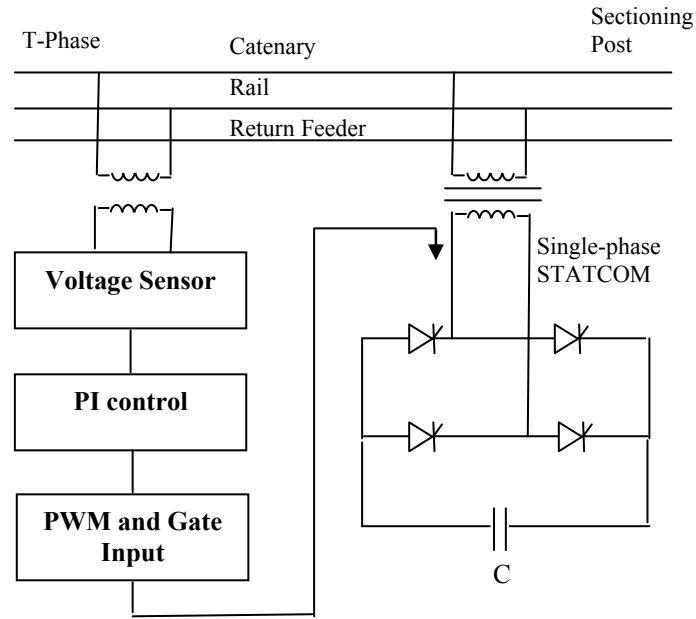 T-Phase
Catenary
Sectioning
Post
Rail
Return Feeder
Voltage Sensor
Single-phase
STATCOM
PI control
PWM and Gate
Input
C